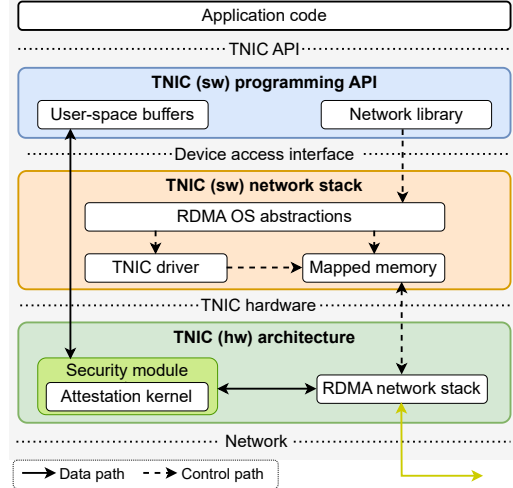 Application code
TNIC API
TNIC (sw) programming API
User-space buffers
Network library
Device access interface
TNIC (sw) network stack
RDMA OS abstractions
TNIC driver
Mapped memory
TNIC hardware
TNIC (hw) architecture
Security module
Attestation kernel
RDMA network stack
Network
Data path
Control path